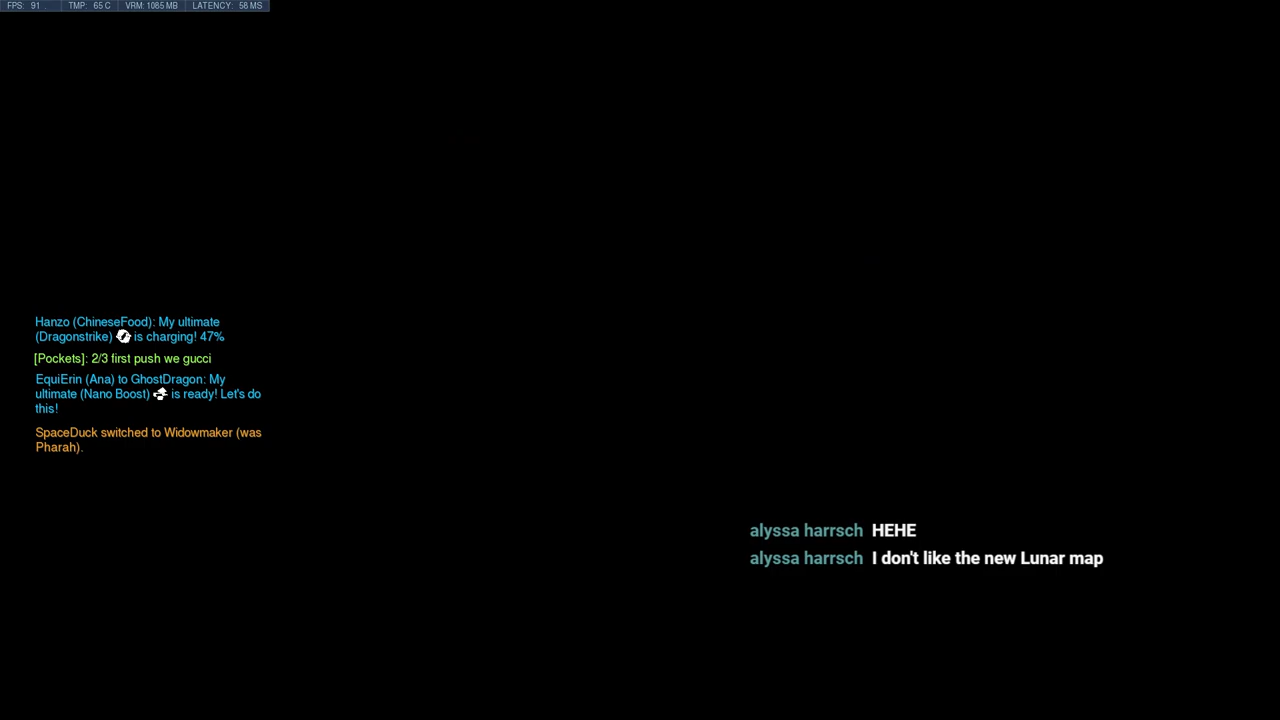 FPS: 91 TMP: 65 C VRM: 1085 MB LATENCY: 58 MS
Hanzo (ChineseFood): My ultimate
(Dragonstrike) is charging! 47%
[Pockets]: 2/3 first push we gucci
EquiErin (Ana) to GhostDragon: My
ultimate (Nano Boost) is ready! Let's do
this!
SpaceDuck switched to Widowmaker (was
Pharah).
alyssa harrsch HEHE
alyssa harrsch I don't like the new Lunar map